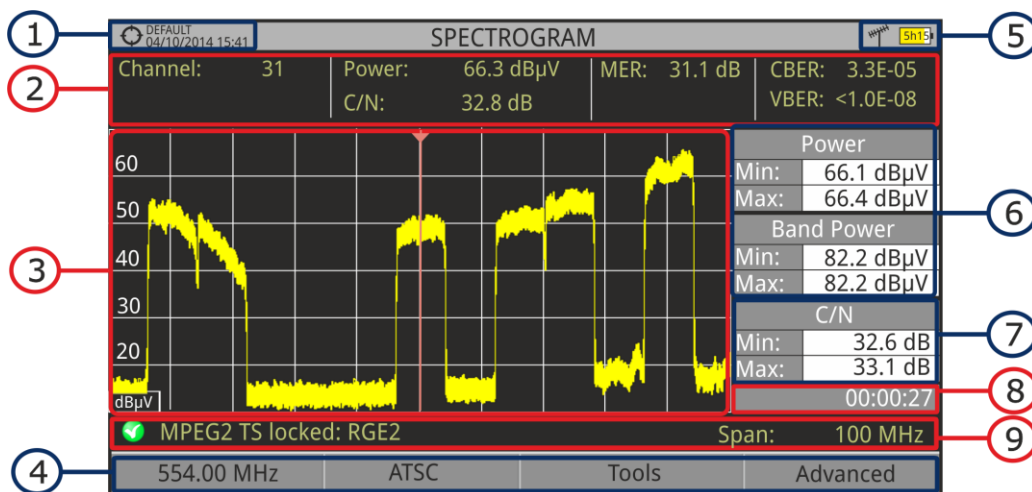 1
DEFAULT
04/10/2014 15:41
SPECTROGRAM
5h15
5
2
Channel: 31
Power: 66.3 dBµV
MER: 31.1 dB
CBER: 3.3E-05
C/N: 32.8 dB
VBER: <1.0E-08
3
60
50
40
30
20
dBµV
Power
Min: 66.1 dBµV
Max: 66.4 dBµV
Band Power
Min: 82.2 dBµV
Max: 82.2 dBµV
6
C/N
Min: 32.6 dB
Max: 33.1 dB
7
00:00:27
8
MPEG2 TS locked: RGE2
Span: 100 MHz
9
4
554.00 MHz
ATSC
Tools
Advanced